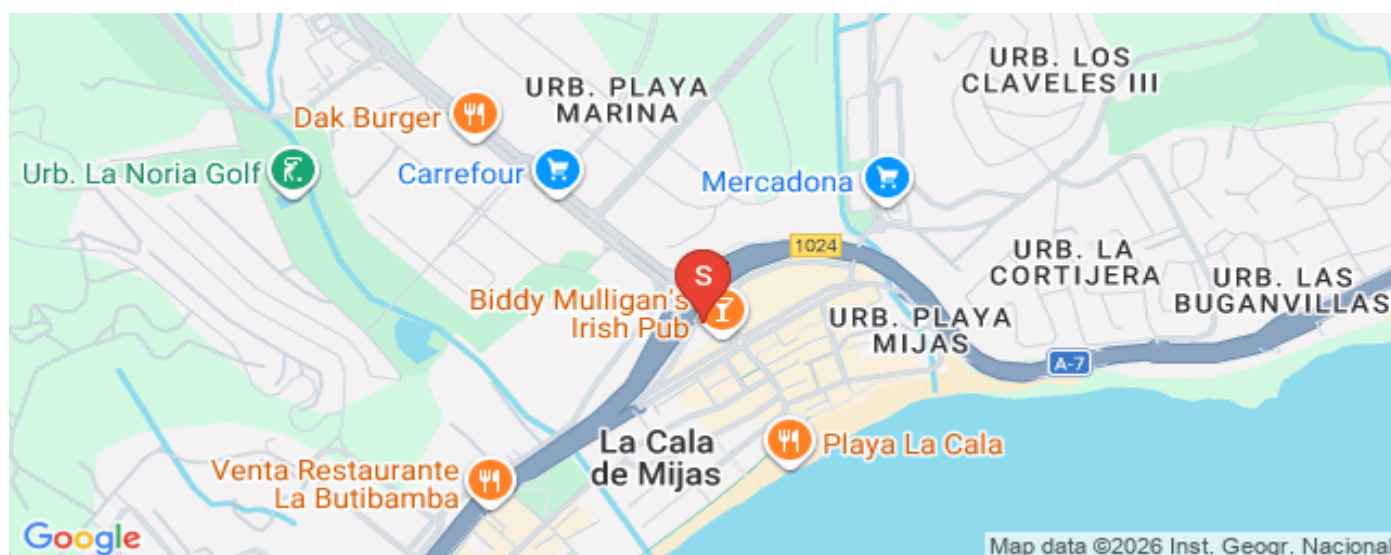 URB. LOS
CLAVELES III
URB. PLAYA
MARINA
Dak Burger
Urb. La Noria Golf
Carrefour
Mercadona
1024
URB. LA
CORTIJERA
S
URB. LAS
BUGANVILLAS
Biddy Mulligan's
Irish Pub
URB. PLAYA
MIJAS
A-7
La Cala
de Mijas
Playa La Cala
Venta Restaurante
La Butibamba
Google
Map data ©2026 Inst. Geogr. Nacional